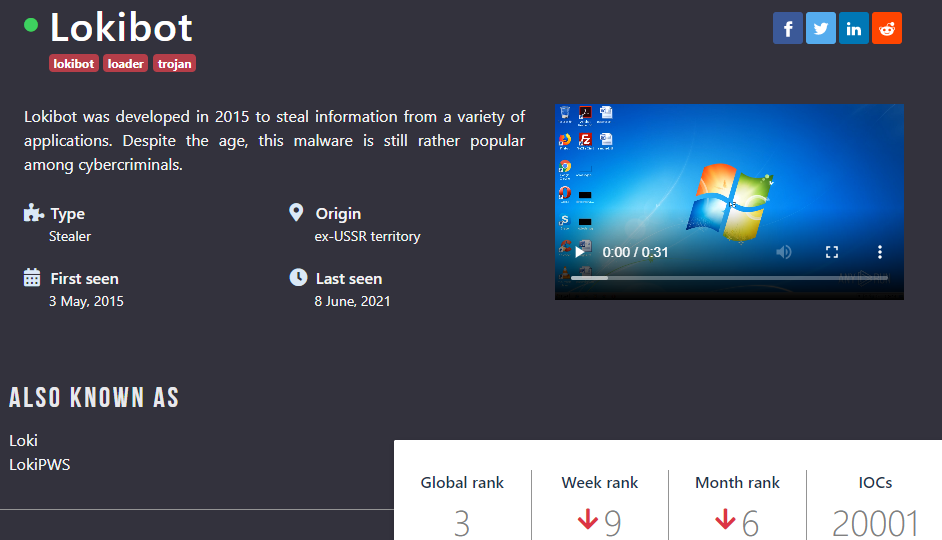 Lokibot
lokibot loader trojan
Lokibot was developed in 2015 to steal information from a variety of
applications. Despite the age, this malware is still rather popular
among cybercriminals.
Type
Stealer
Origin
ex-USSR territory
First seen
3 May, 2015
Last seen
8 June, 2021
0:00 / 0:31
ALSO KNOWN AS
Loki
LokiPWS
Global rank
3
Week rank
9
Month rank
6
IOCs
20001